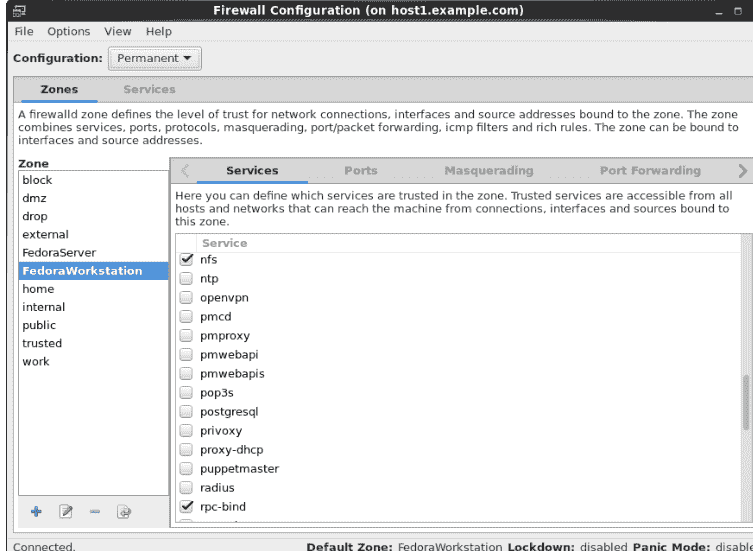 Firewall Configuration (on host1.example.com)
File Options View Help
Configuration: Permanent
Zones Services
A firewalld zone defines the level of trust for network connections, interfaces and source addresses bound to the zone. The zone
combines services, ports, protocols, masquerading, port/packet forwarding, icmp filters and rich rules. The zone can be bound to
interfaces and source addresses.
Zone
block
dmz
drop
external
FedoraServer
FedoraWorkstation
home
internal
public
trusted
work
Services Ports Masquerading Port Forwarding
Here you can define which services are trusted in the zone. Trusted services are accessible from all
hosts and networks that can reach the machine from connections, interfaces and sources bound to
this zone.
Service
nfs
ntp
openvpn
pmcd
pmproxy
pmwebapi
pmwebapis
pop3s
postgresql
privoxy
proxy-dhcp
puppetmaster
radius
rpc-bind
Connected.
Default Zone: FedoraWorkstation Lockdown: disabled Panic Mode: disable